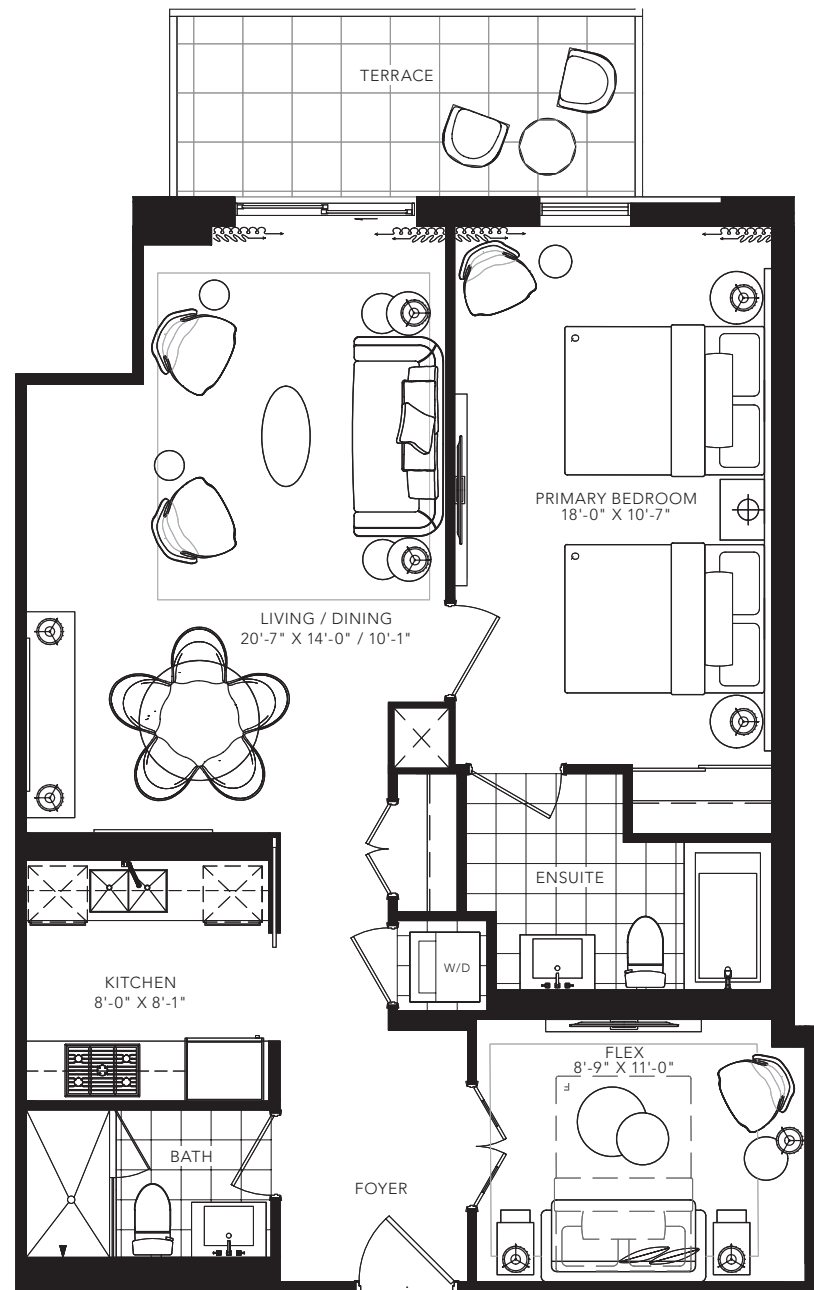 TERRACE
PRIMARY BEDROOM
18'-0" X 10'-7"
LIVING / DINING
20'-7" X 14'-0" / 10'-1"
ENSUITE
W/D
KITCHEN
8'-0" X 8'-1"
FLEX
8'-9" X 11'-0"
F
BATH
FOYER